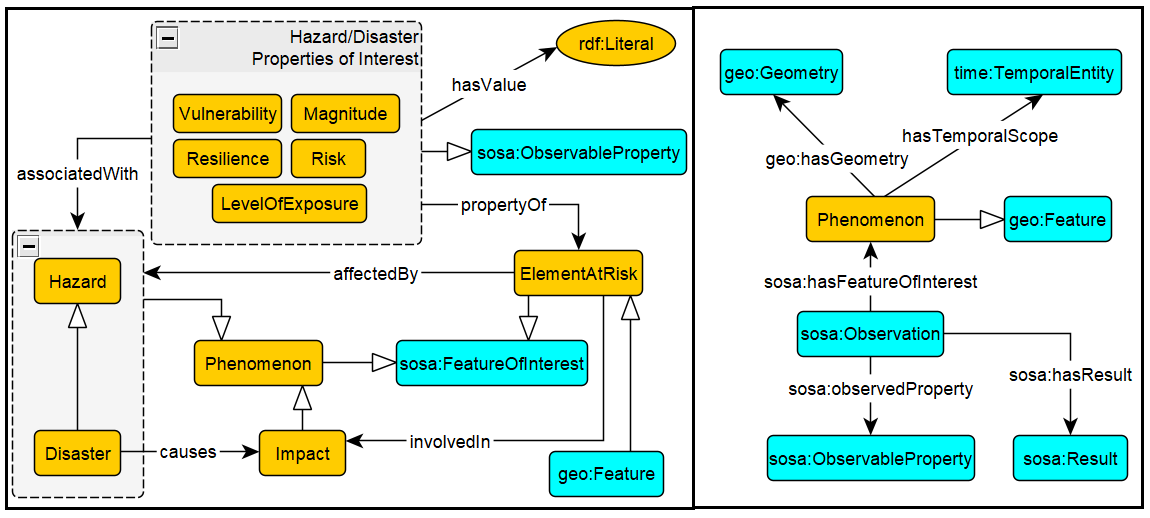 Hazard/Disaster
Properties of Interest
rdf:Literal
hasValue
Vulnerability
Magnitude
Resilience
Risk
LevelOfExposure
sosa:ObservableProperty
associatedWith
propertyOf
Hazard
affectedBy
ElementAtRisk
Phenomenon
sosa:FeatureOfInterest
Disaster
causes
Impact
involvedIn
geo:Feature
geo:Geometry
time:TemporalEntity
hasTemporalScope
geo:hasGeometry
Phenomenon
geo:Feature
sosa:hasFeatureOfInterest
sosa:Observation
sosa:observedProperty
sosa:hasResult
sosa:ObservableProperty
sosa:Result